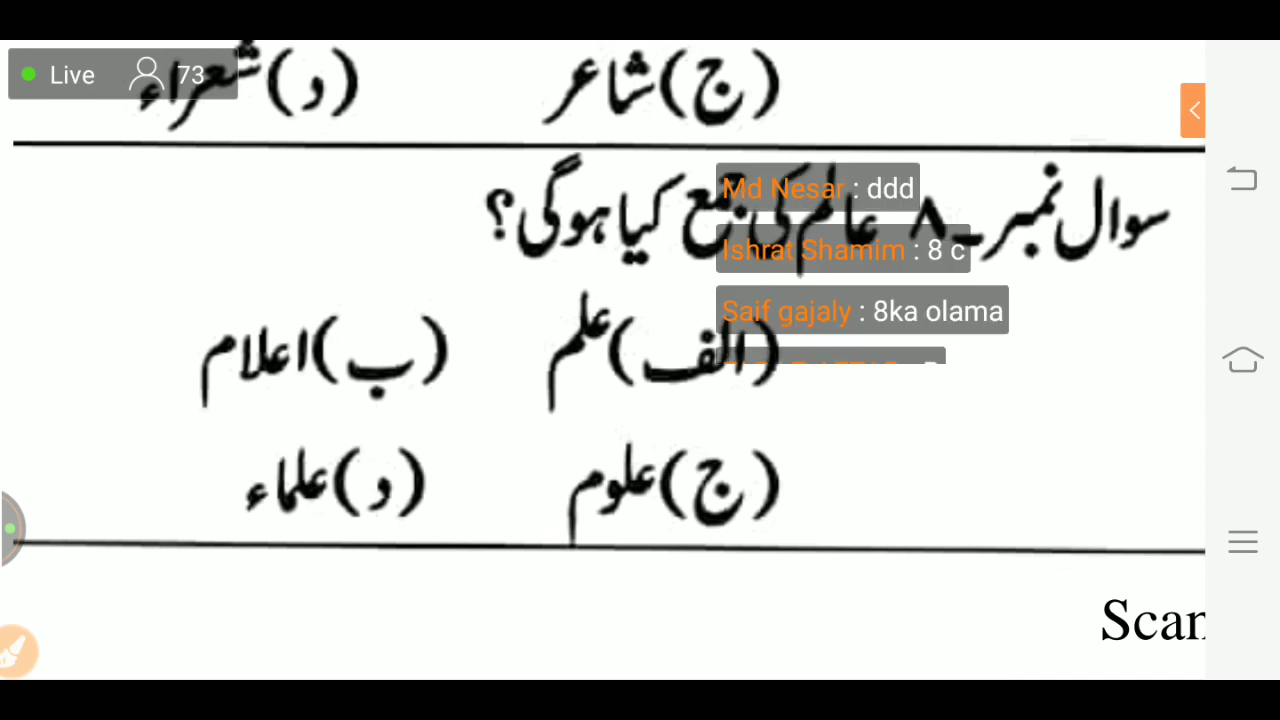 Live 73
(ج) شاعر (د) شعراء
سوال نمبر۔۸ عالم کی جمع کیا ہوگی؟
Md Nesar : ddd
Ishrat Shamim : 8 c
Saif gajaly : 8ka olama
(الف) علم (ب) اعلام
(ج) علوم (د) علماء
Scan